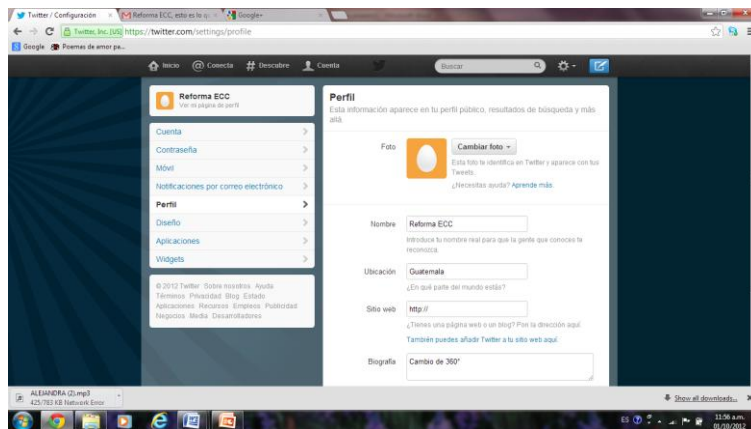 Twitter / Configuración
Reforma ECC, esto es lo qu
Google+
Twitter, Inc. [US] https://twitter.com/settings/profile
Google
Poemas de amor pa...
Inicio
Conecta
Descubre
Cuenta
Buscar
Reforma ECC
Ver mi página de perfil
Cuenta
Contraseña
Móvil
Notificaciones por correo electrónico
Perfil
Diseño
Aplicaciones
Widgets
© 2012 Twitter Sobre nosotros Ayuda
Términos Privacidad Blog Estado
Aplicaciones Recursos Empleos Publicidad
Negocios Media Desarrolladores
Perfil
Esta información aparece en tu perfil público, resultados de búsqueda y más
allá.
Foto
Cambiar foto
Esta foto te identifica en Twitter y aparece con tus
Tweets.
¿Necesitas ayuda? Aprende más.
Nombre
Reforma ECC
Introduce tu nombre real para que la gente que conoces te
reconozca.
Ubicación
Guatemala
¿En qué parte del mundo estás?
Sitio web
http://
¿Tienes una página web o un blog? Pon la dirección aquí.
También puedes añadir Twitter a tu sitio web aquí
Biografía
Cambio de 360°
ALEJANDRA (2).mp3
425/783 KB Network Error
Show all downloads...
ES
11:56 a.m.
01/10/2012